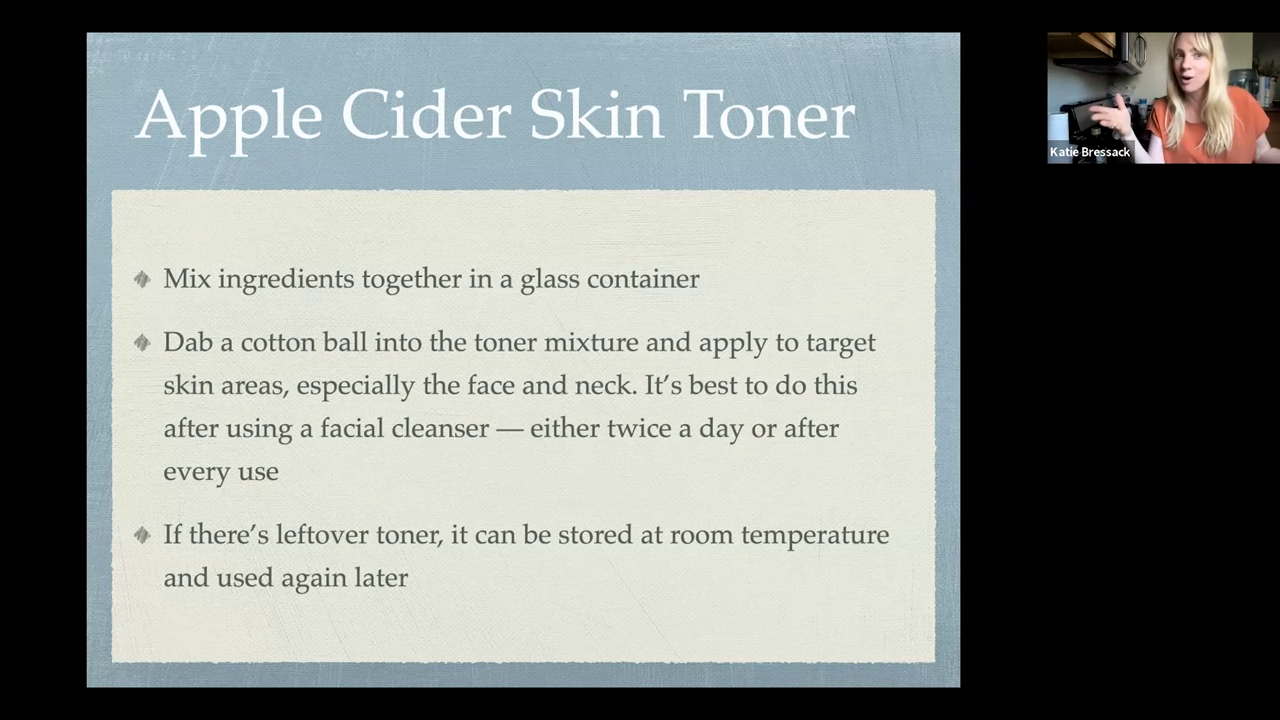 Apple Cider Skin Toner
Mix ingredients together in a glass container
Dab a cotton ball into the toner mixture and apply to target
skin areas, especially the face and neck. It’s best to do this
after using a facial cleanser — either twice a day or after
every use
If there’s leftover toner, it can be stored at room temperature
and used again later
Katie Bressack